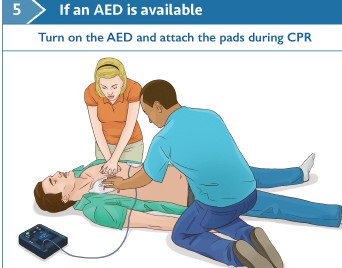 5 If an AED is available
Turn on the AED and attach the pads during CPR